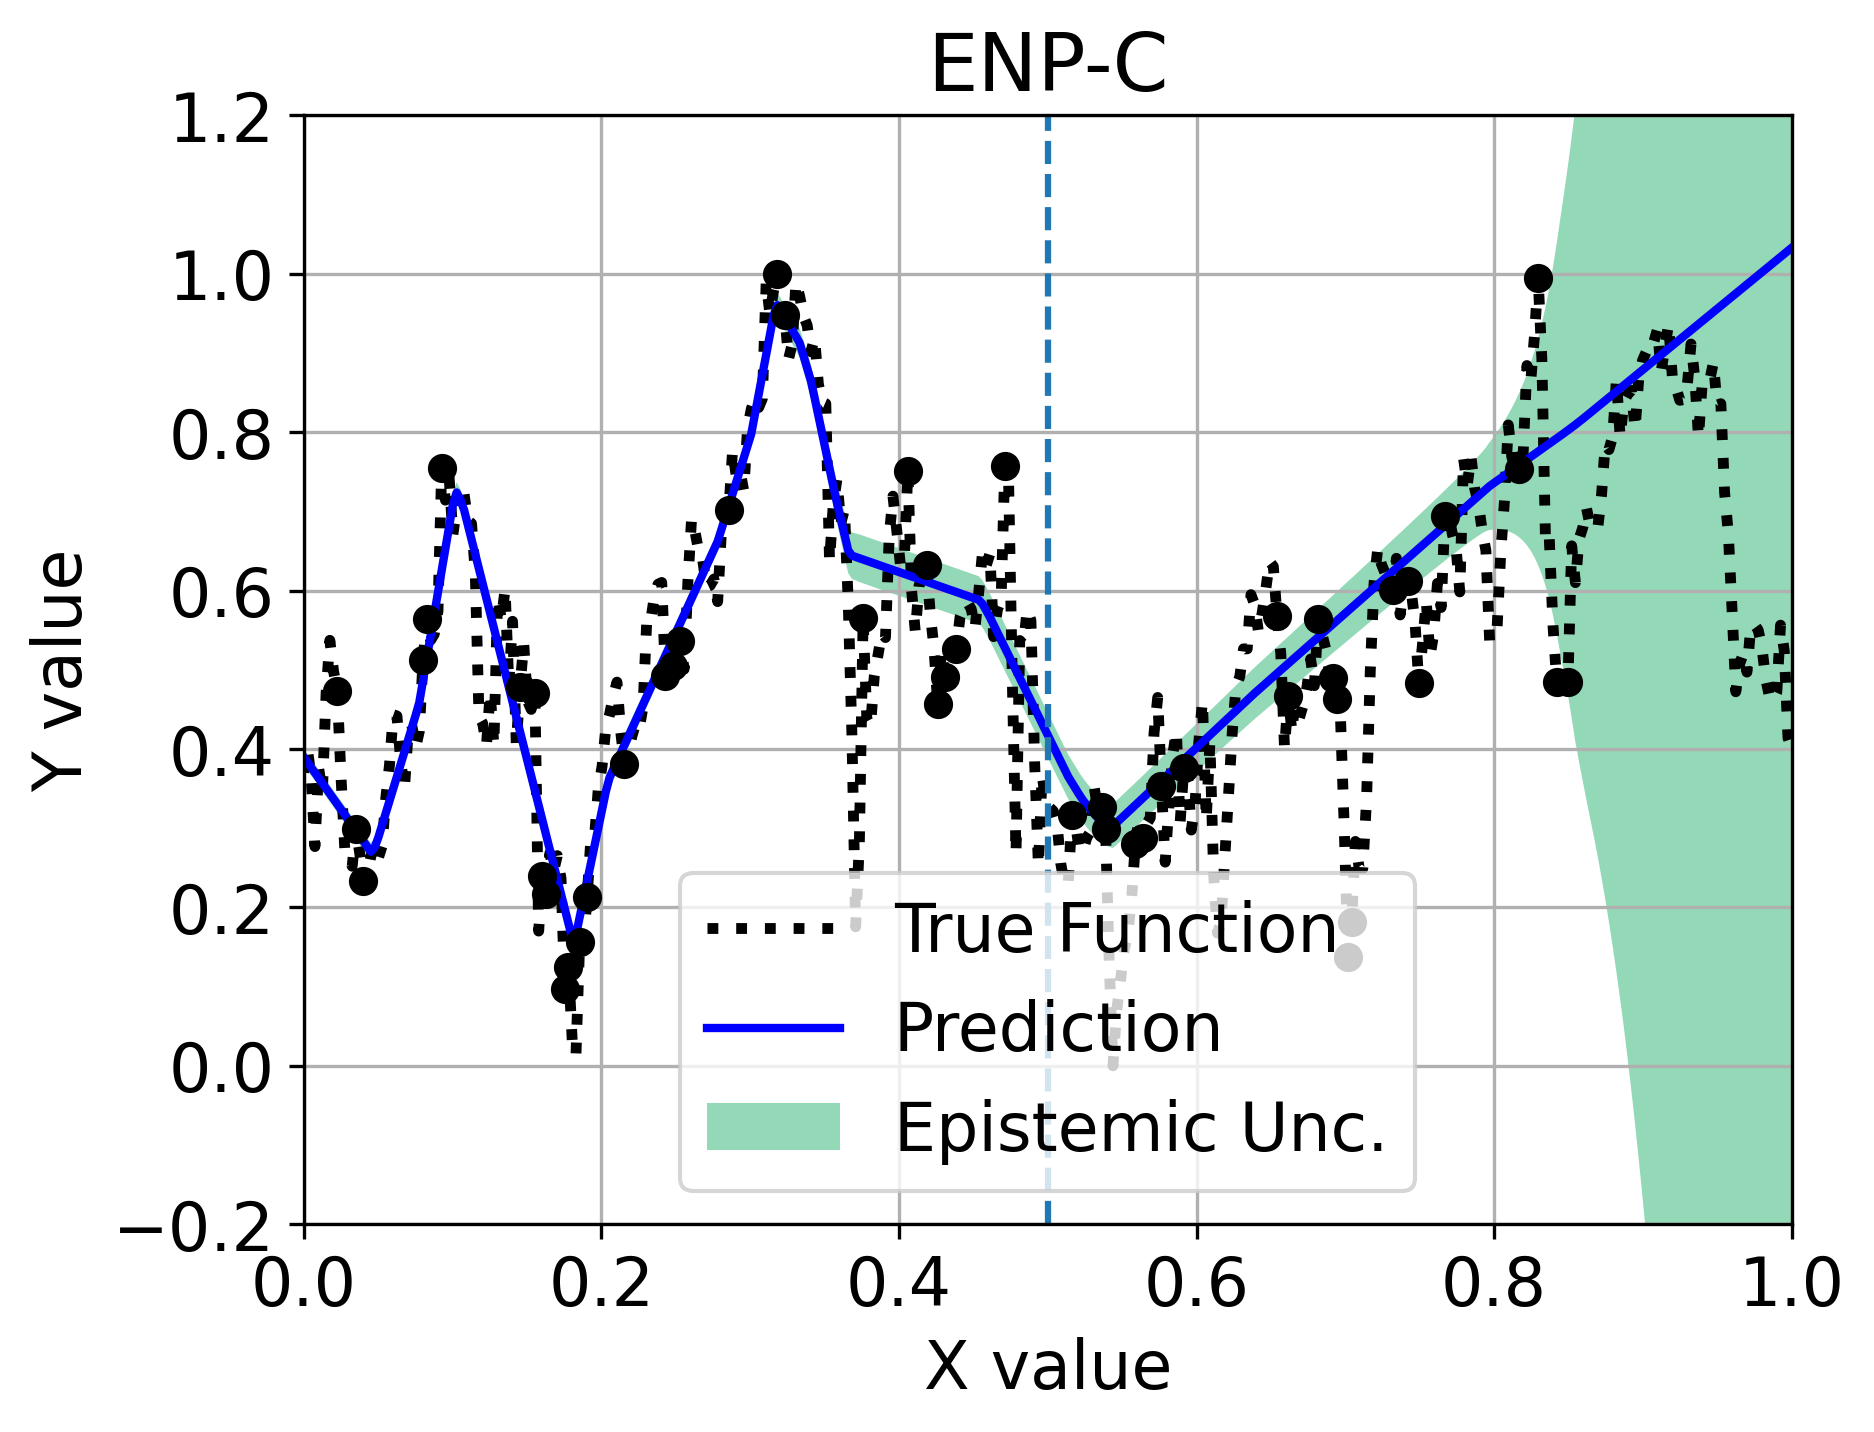 ENP-C
1.2
1.0
0.8
0.6
0.4
0.2
0.0
−0.2
Y value
True Function
Prediction
Epistemic Unc.
0.0 0.2 0.4 0.6 0.8 1.0
X value